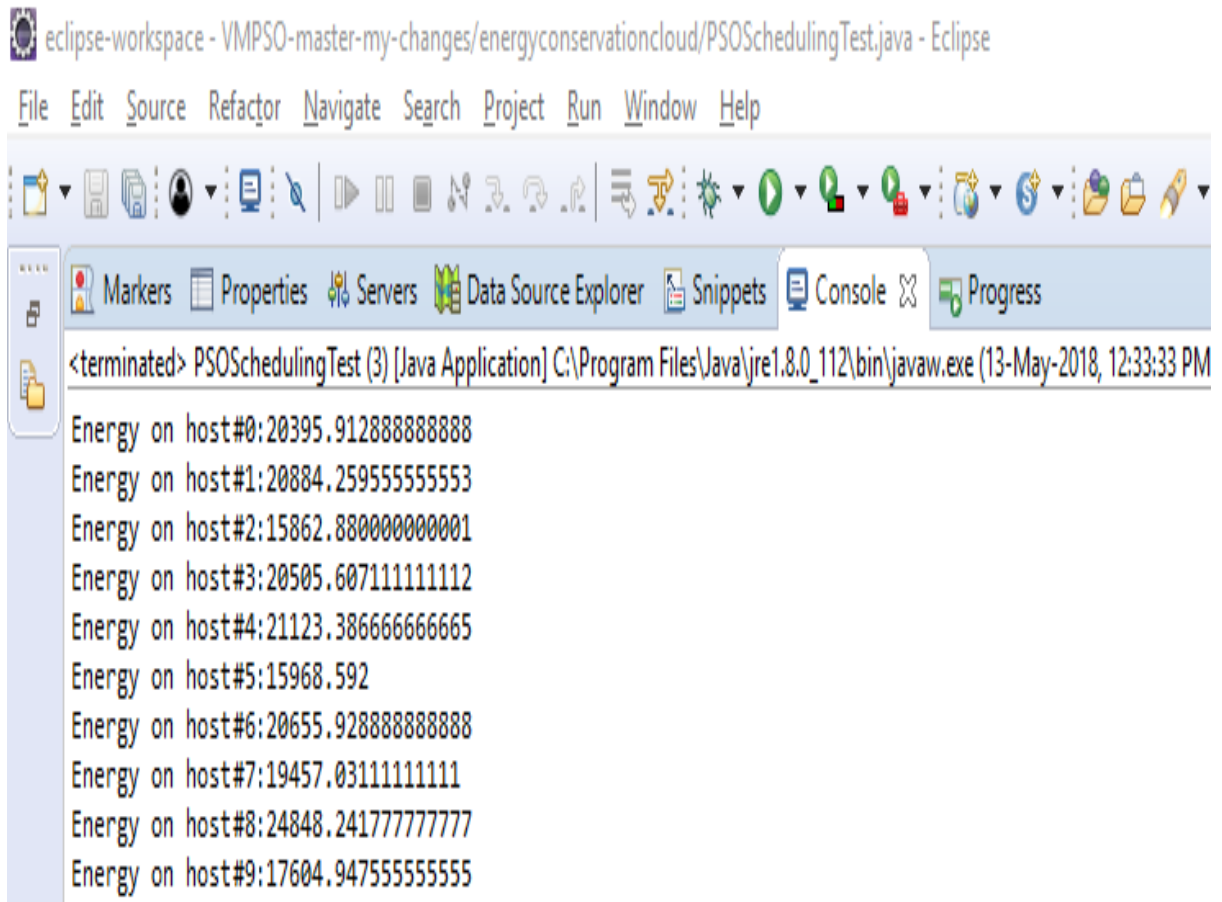 eclipse-workspace - VMPSO-master-my-changes/energyconservationcloud/PSOSchedulingTest.java - Eclipse
File Edit Source Refactor Navigate Search Project Run Window Help
Markers Properties Servers Data Source Explorer Snippets Console Progress
<terminated> PSOSchedulingTest (3) [Java Application] C:\Program Files\Java\jre1.8.0_112\bin\javaw.exe (13-May-2018, 12:33:33 PM
Energy on host#0:20395.912888888888
Energy on host#1:20884.259555555553
Energy on host#2:15862.880000000001
Energy on host#3:20505.607111111112
Energy on host#4:21123.386666666665
Energy on host#5:15968.592
Energy on host#6:20655.928888888888
Energy on host#7:19457.03111111111
Energy on host#8:24848.241777777777
Energy on host#9:17604.947555555555